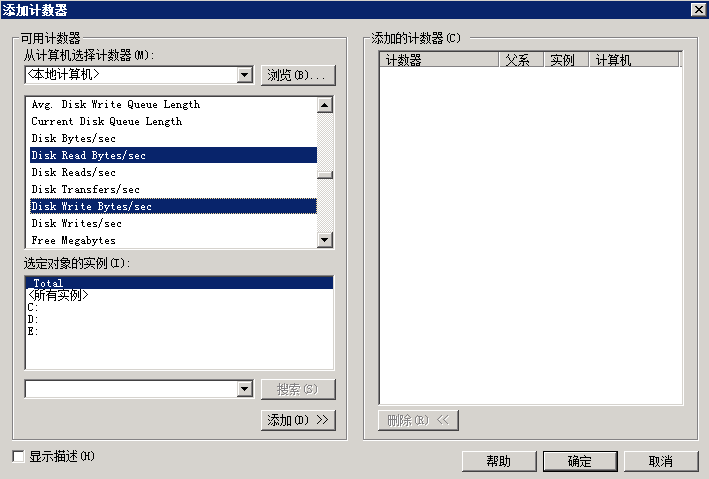 添加计数器
可用计数器
从计算机选择计数器(M):
<本地计算机>
浏览(B)...
Avg. Disk Write Queue Length
Current Disk Queue Length
Disk Bytes/sec
Disk Read Bytes/sec
Disk Reads/sec
Disk Transfers/sec
Disk Write Bytes/sec
Disk Writes/sec
Free Megabytes
选定对象的实例(I):
_Total
<所有实例>
C:
D:
E:
搜索(S)
添加(D) >>
添加的计数器(C)
计数器 父系 实例 计算机
删除(R) <<
显示描述(H)
帮助
确定
取消